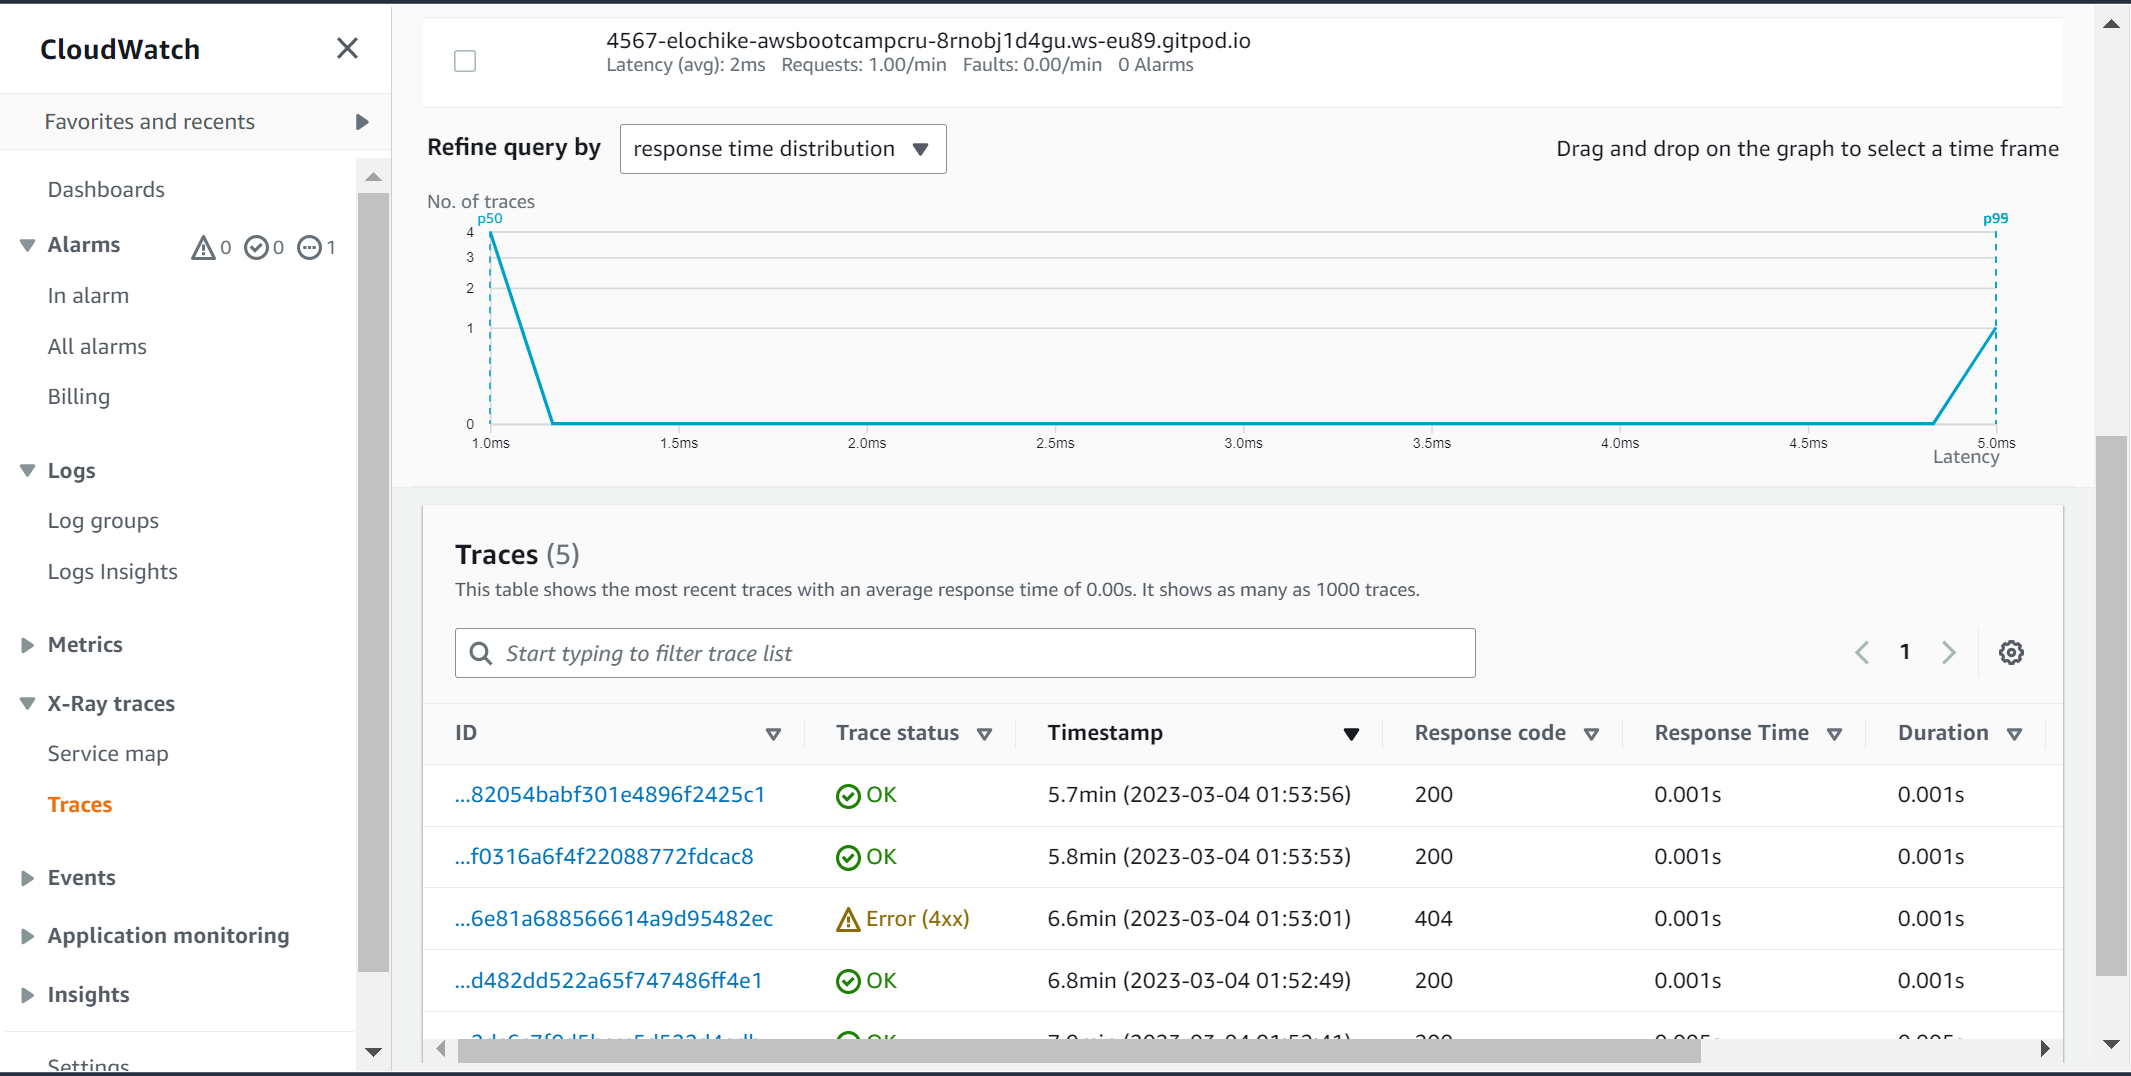 CloudWatch
Favorites and recents
Dashboards
Alarms 0 0 1
In alarm
All alarms
Billing
Logs
Log groups
Logs Insights
Metrics
X-Ray traces
Service map
Traces
Events
Application monitoring
Insights
Settings
4567-elochike-awsbootcampcru-8rnobj1d4gu.ws-eu89.gitpod.io
Latency (avg): 2ms Requests: 1.00/min Faults: 0.00/min 0 Alarms
Refine query by response time distribution Drag and drop on the graph to select a time frame
No. of traces
p50 p99
4
3
2
1
0
1.0ms 1.5ms 2.0ms 2.5ms 3.0ms 3.5ms 4.0ms 4.5ms 5.0ms
Latency
Traces (5)
This table shows the most recent traces with an average response time of 0.00s. It shows as many as 1000 traces.
Start typing to filter trace list 1
ID Trace status Timestamp Response code Response Time Duration
...82054babf301e4896f2425c1 OK 5.7min (2023-03-04 01:53:56) 200 0.001s 0.001s
...f0316a6f4f22088772fdcac8 OK 5.8min (2023-03-04 01:53:53) 200 0.001s 0.001s
...6e81a688566614a9d95482ec Error (4xx) 6.6min (2023-03-04 01:53:01) 404 0.001s 0.001s
...d482dd522a65f747486ff4e1 OK 6.8min (2023-03-04 01:52:49) 200 0.001s 0.001s
OK 200 0.005s 0.005s